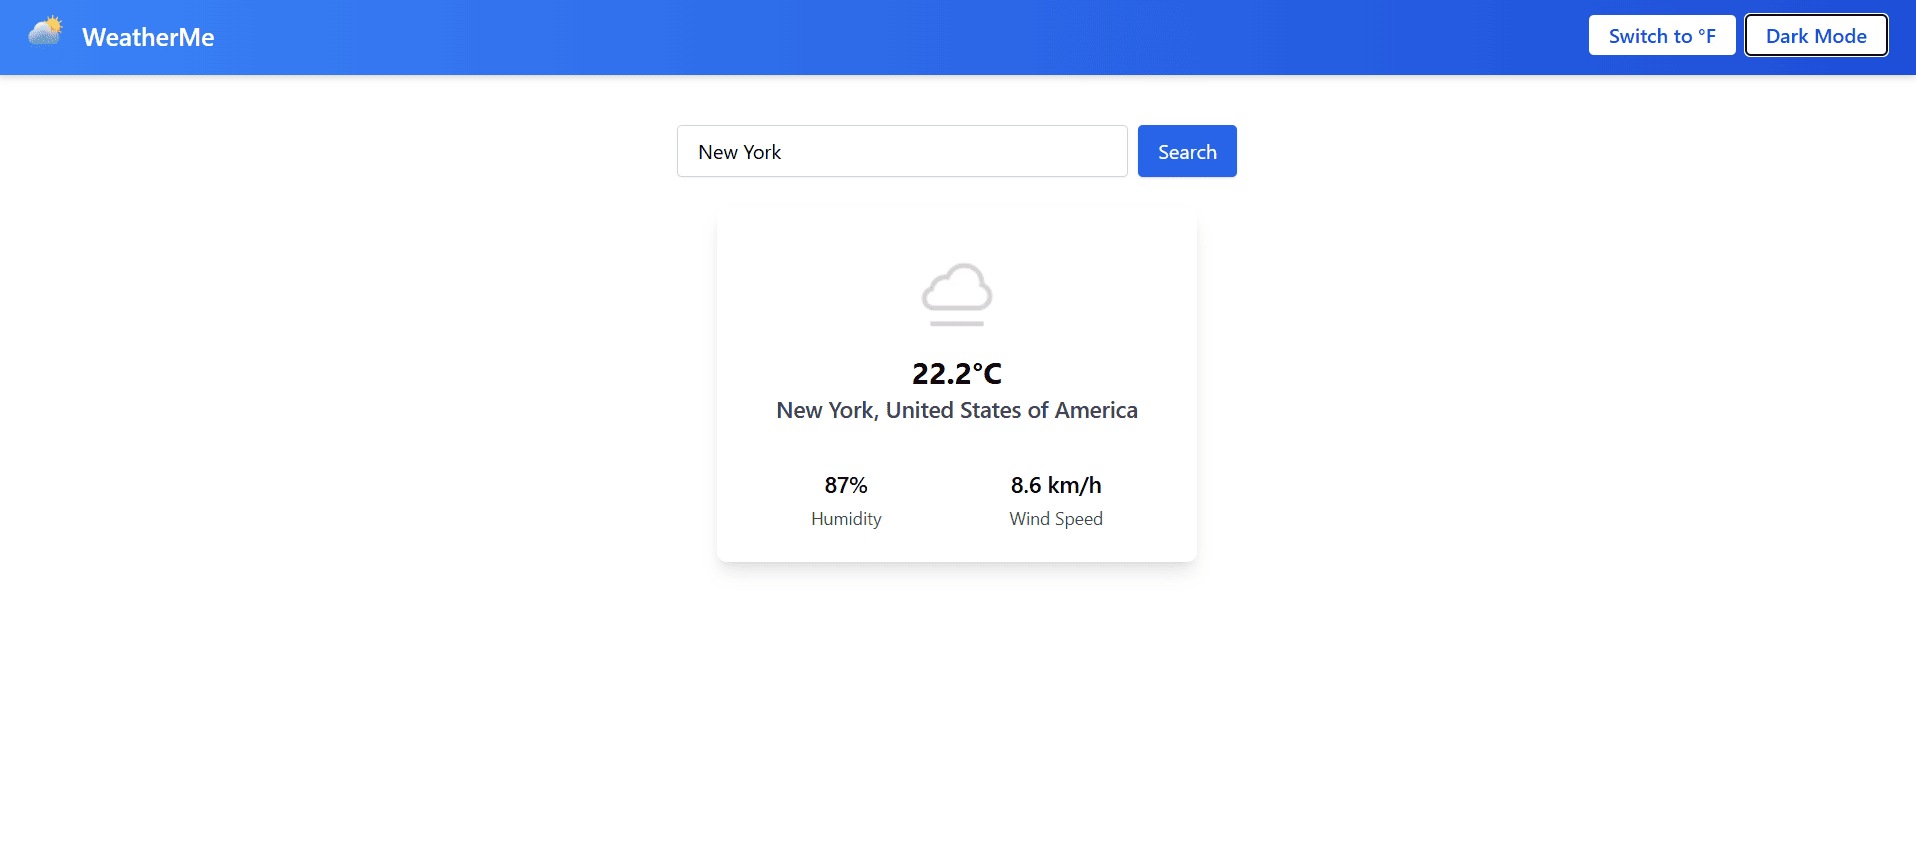 WeatherMe
Switch to °F
Dark Mode
New York
Search
22.2°C
New York, United States of America
87%
8.6 km/h
Humidity
Wind Speed